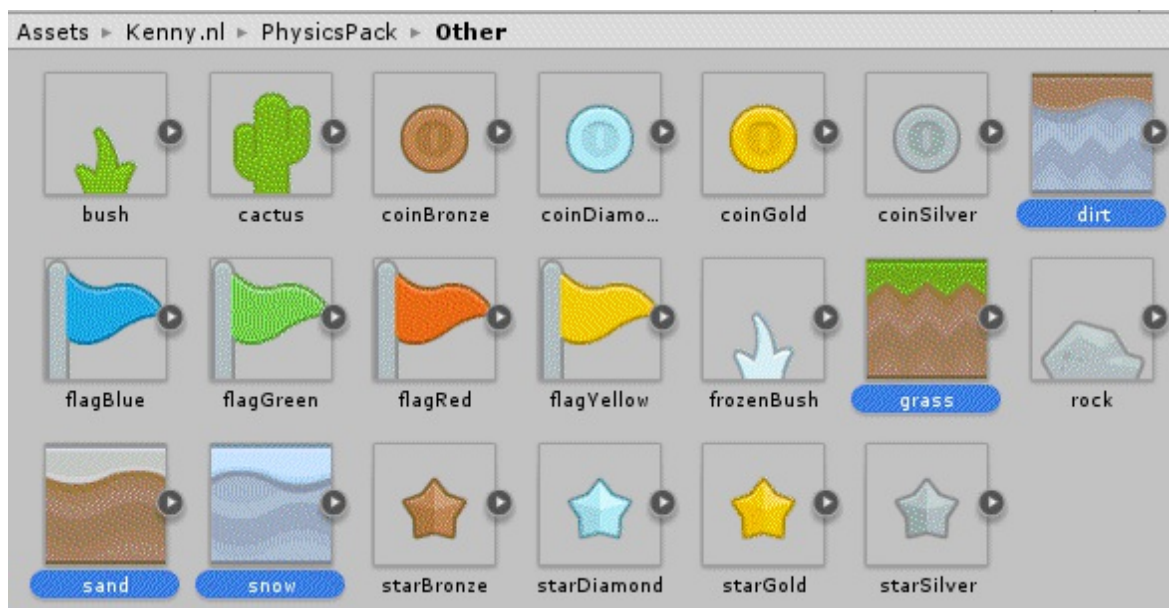 Assets ▸ Kenny.nl ▸ PhysicsPack ▸ Other
bush cactus coinBronze coinDiamo... coinGold coinSilver dirt
flagBlue flagGreen flagRed flagYellow frozenBush grass rock
sand snow starBronze starDiamond starGold starSilver